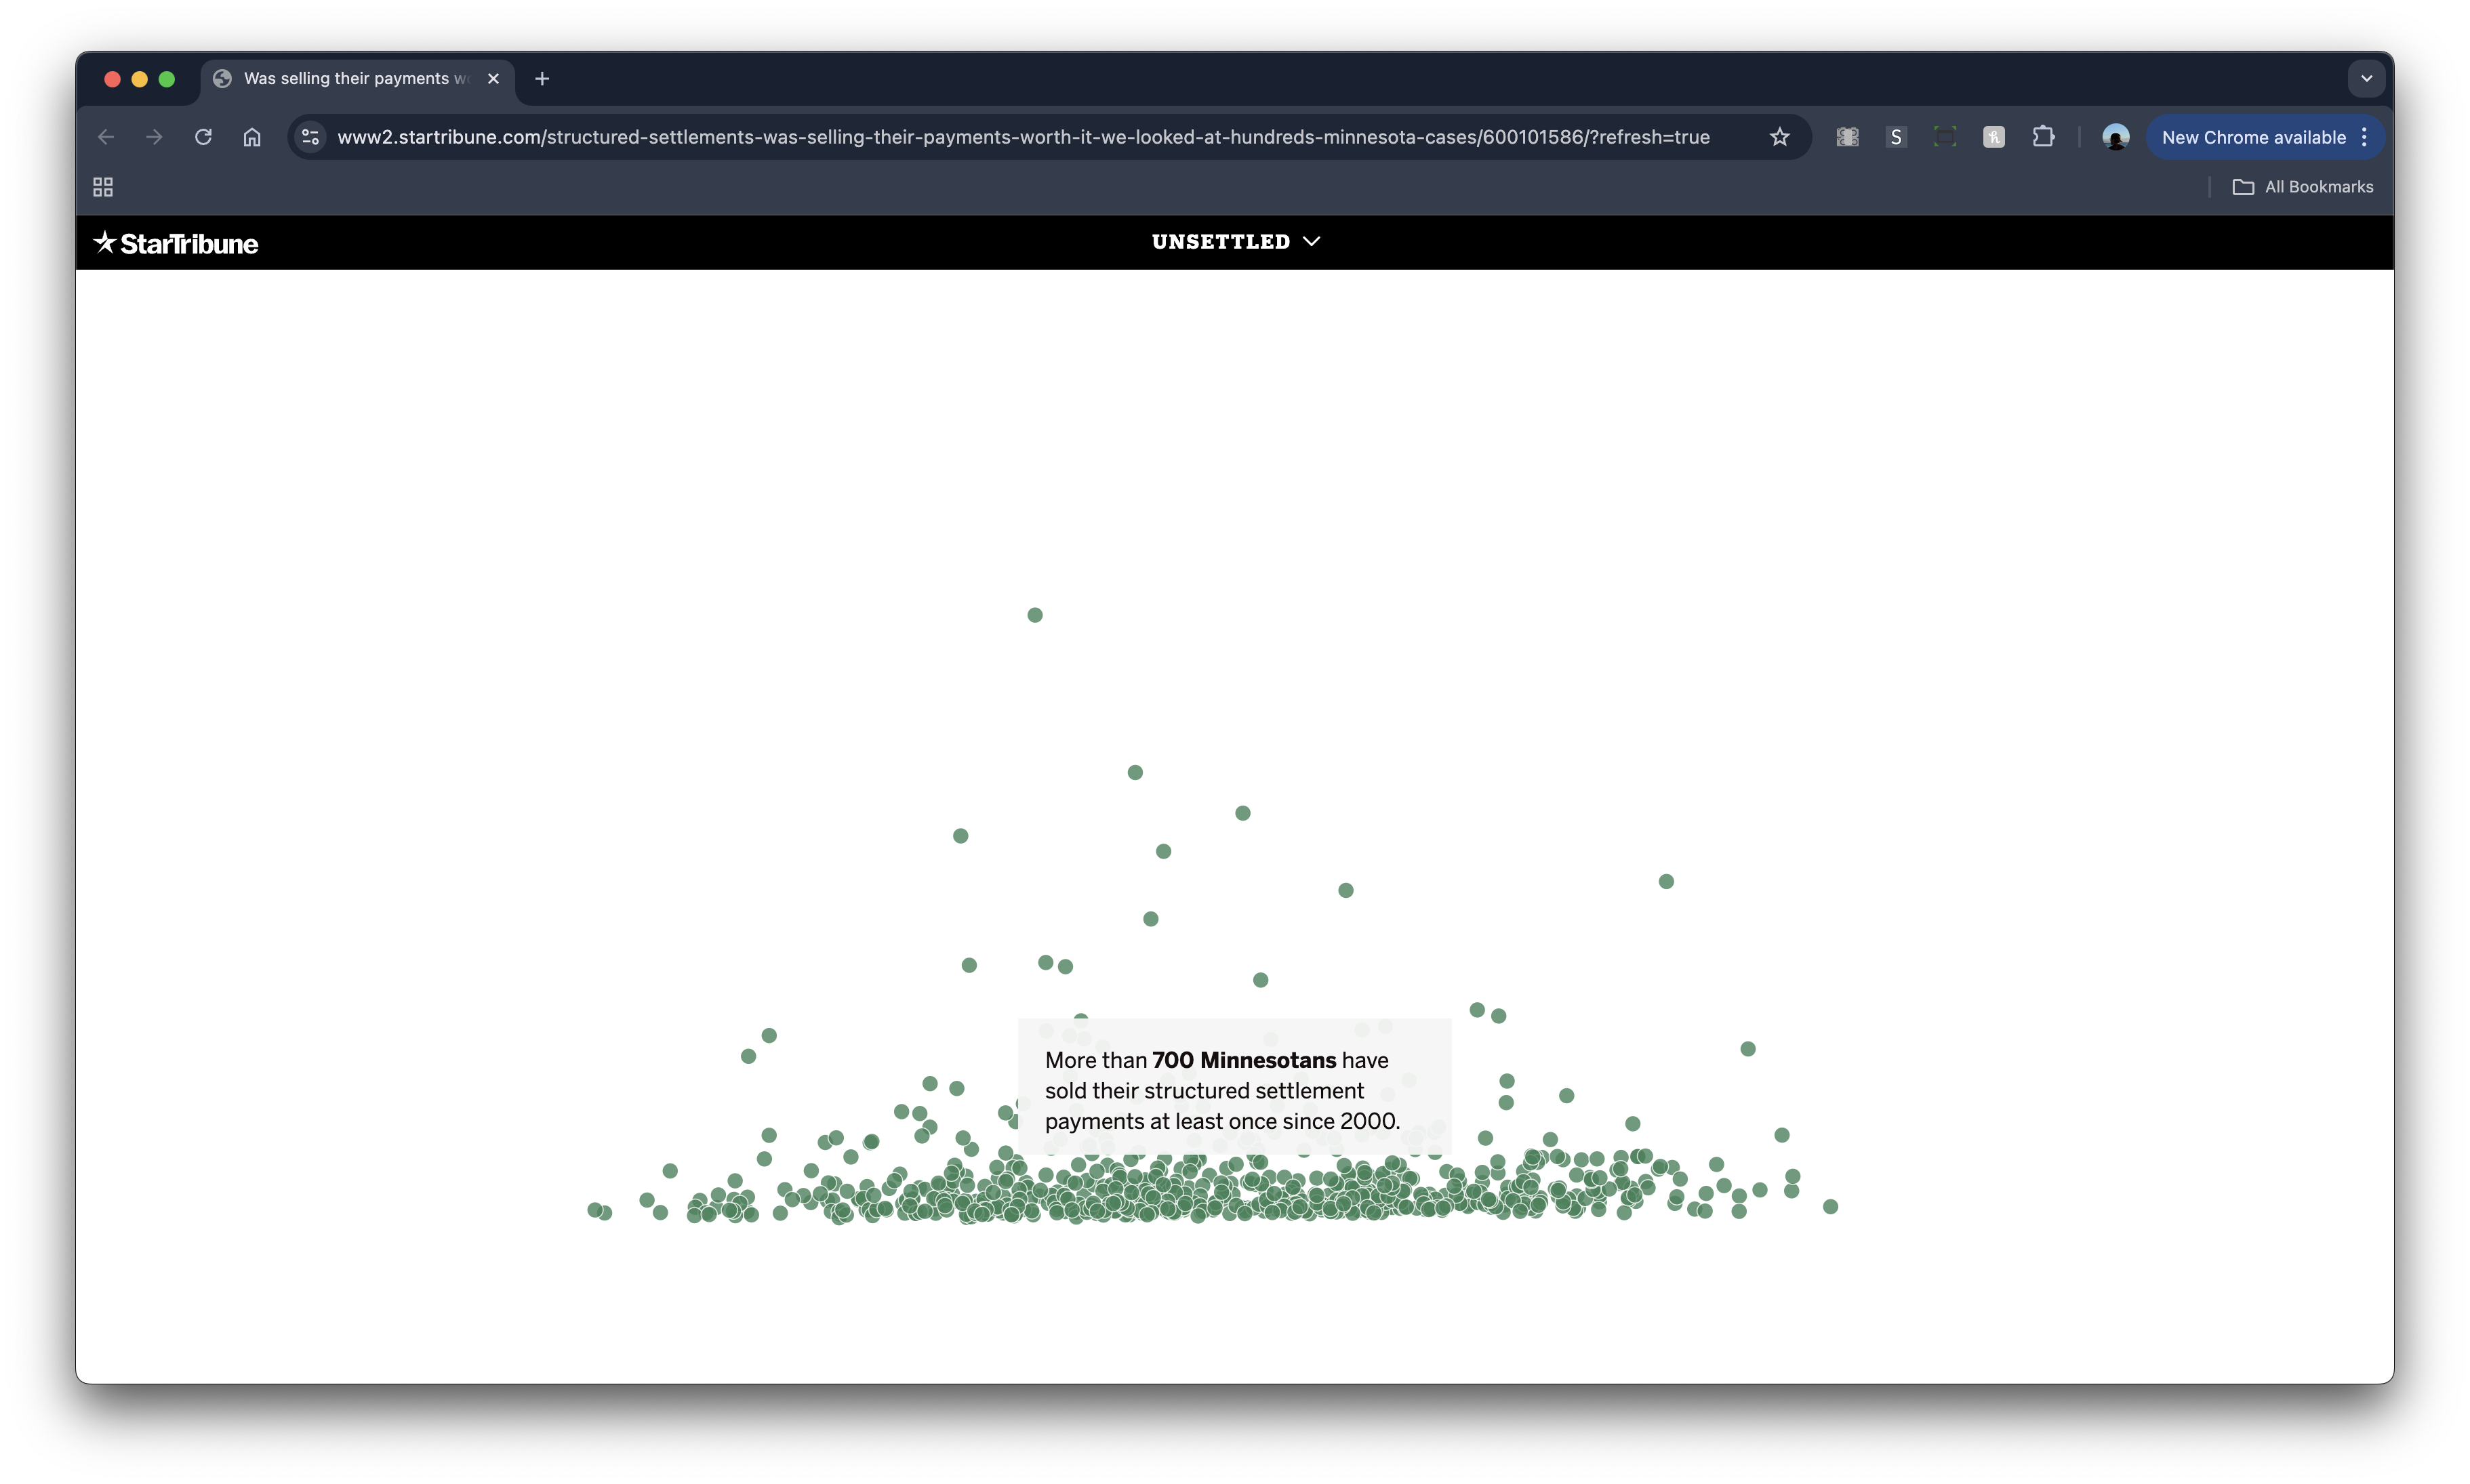 Was selling their payments w
New Chrome available
www2.startribune.com/structured-settlements-was-selling-their-payments-worth-it-we-looked-at-hundreds-minnesota-cases/600101586/?refresh=true
S
h
All Bookmarks
StarTribune
UNSETTLED
More than 700 Minnesotans have
sold their structured settlement
payments at least once since 2000.